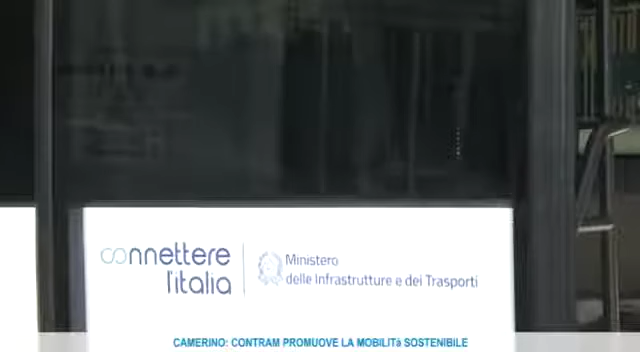 connettere
l'italia
Ministero
delle Infrastrutture e dei Trasporti
CAMERINO: CONTRAM PROMUOVE LA MOBILITà SOSTENIBILE